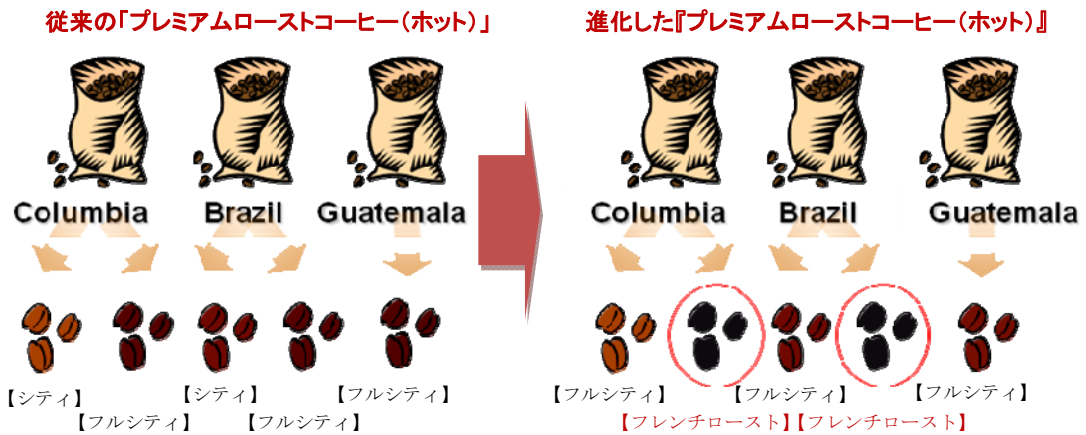 従来の「プレミアムローストコーヒー（ホット）」
進化した『プレミアムローストコーヒー（ホット）』
Columbia Brazil Guatemala
Columbia Brazil Guatemala
【シティ】 【シティ】 【フルシティ】
【フルシティ】 【フルシティ】
【フルシティ】 【フルシティ】 【フルシティ】
【フレンチロースト】【フレンチロースト】